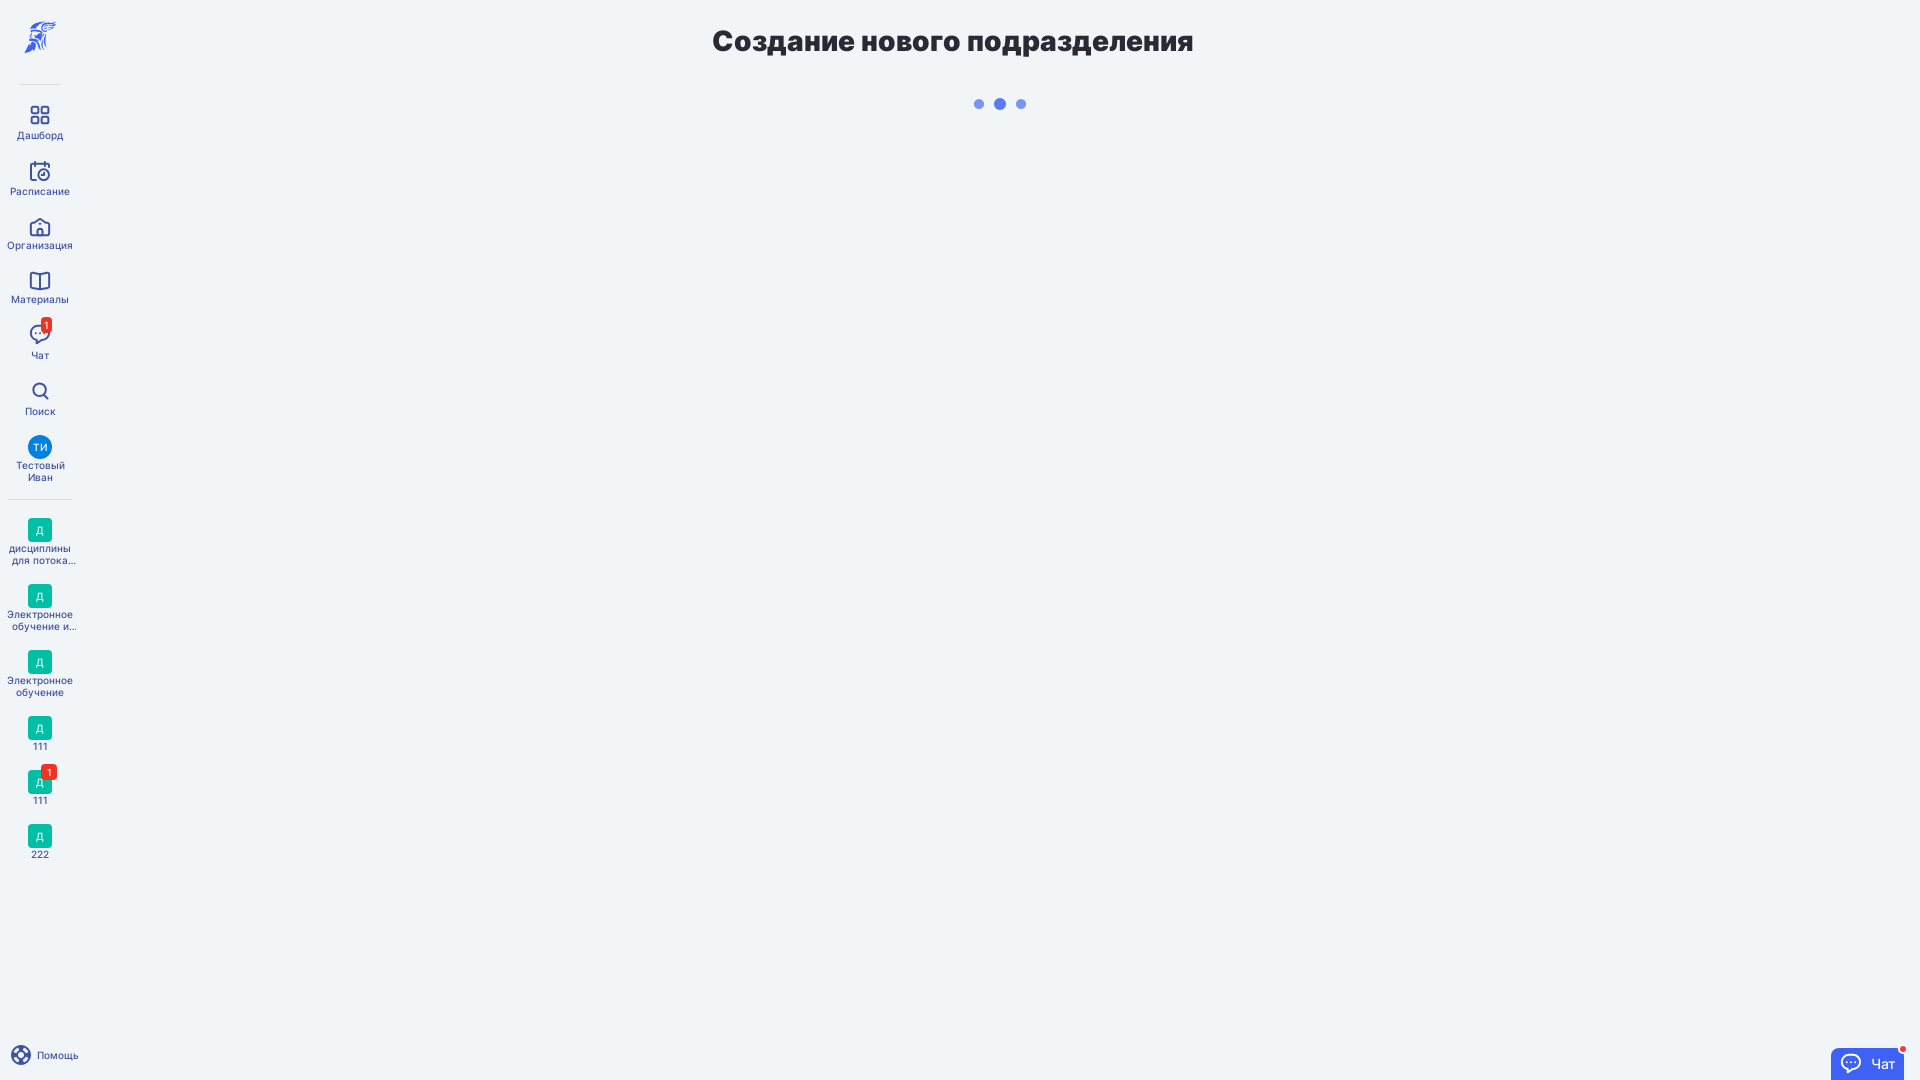 Создание нового подразделения
Дашборд
Расписание
Организация
Материалы
1
Чат
Поиск
ТИ
Тестовый
Иван
Д
дисциплины
для потока...
Д
Электронное
обучение и...
Д
Электронное
обучение
Д
111
1
Д
111
Д
222
Помощь
Чат